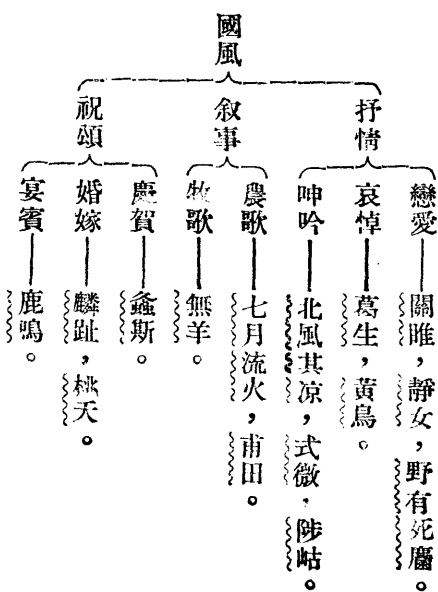 國風
抒情
戀愛——關雎，靜女，野有死麕。
哀悼——葛生，黃鳥。
呻吟——北風其凉，式微，陟岵。
叙事
農歌——七月流火，甫田。
牧歌——無羊。
祝頌
慶賀——螽斯。
婚嫁——麟趾，桃夭。
宴賓——鹿鳴。